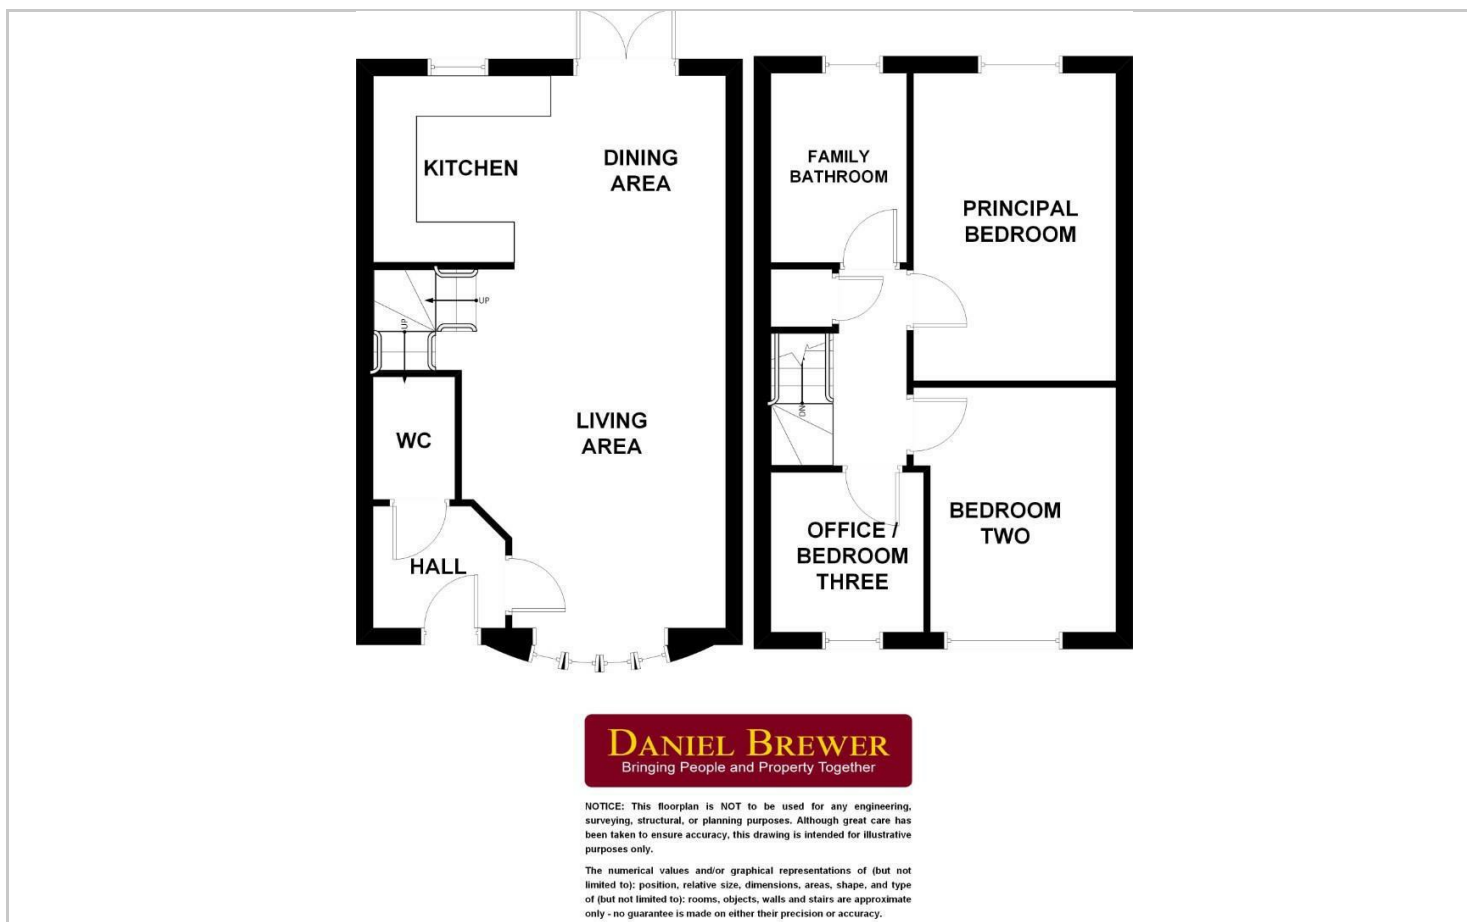 KITCHEN
DINING
AREA
UP
UP
WC
LIVING
AREA
HALL
FAMILY
BATHROOM
PRINCIPAL
BEDROOM
DN
BEDROOM
TWO
OFFICE /
BEDROOM
THREE
DANIEL BREWER
Bringing People and Property Together
NOTICE: This floorplan is NOT to be used for any engineering,
surveying, structural, or planning purposes. Although great care has
been taken to ensure accuracy, this drawing is intended for illustrative
purposes only.
The numerical values and/or graphical representations of (but not
limited to): position, relative size, dimensions, areas, shape, and type
of (but not limited to): rooms, objects, walls and stairs are approximate
only - no guarantee is made on either their precision or accuracy.